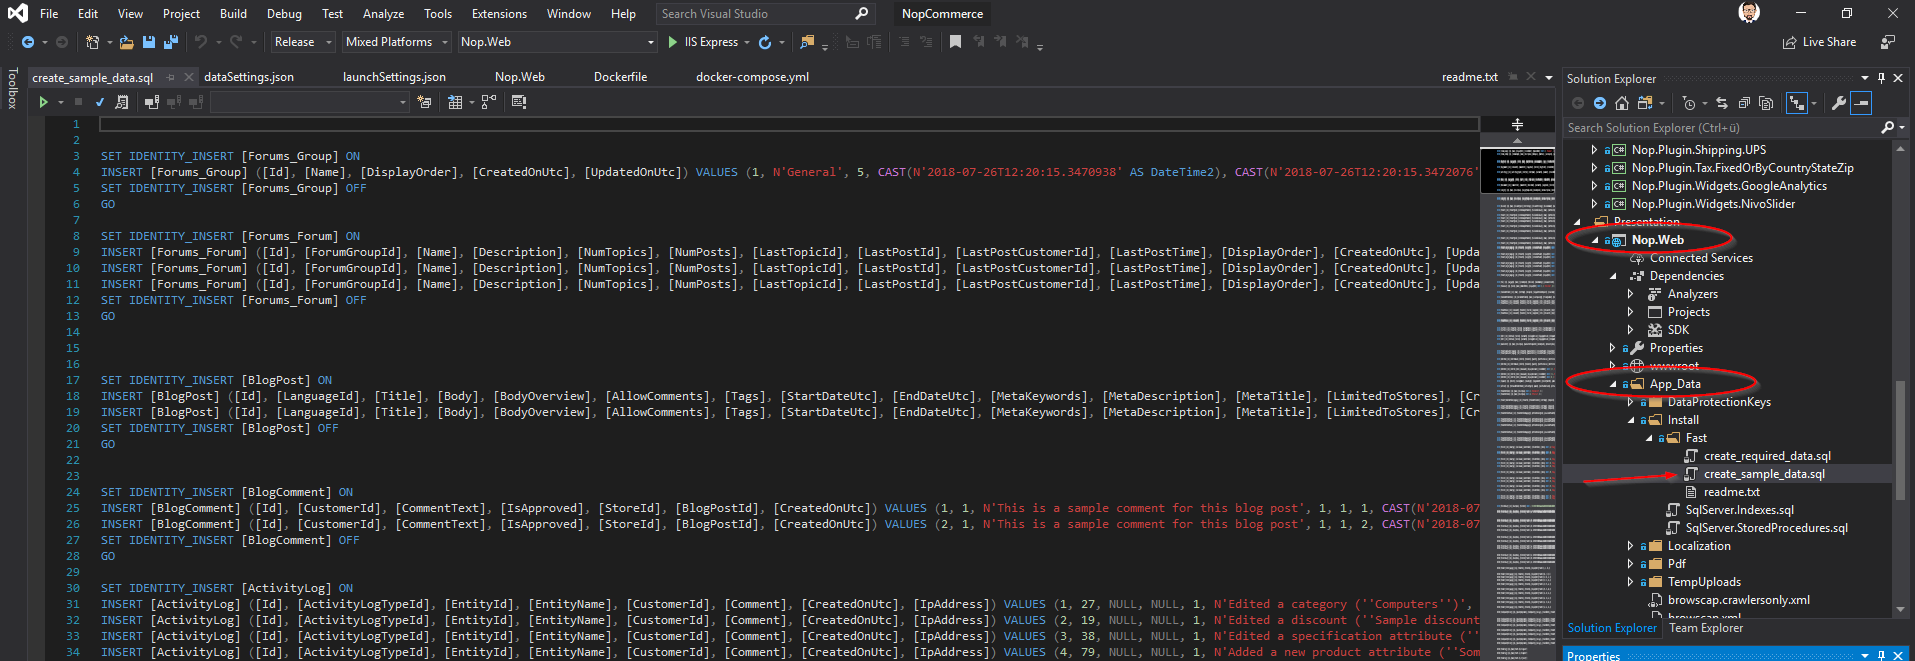 File Edit View Project Build Debug Test Analyze Tools Extensions Window Help Search Visual Studio NopCommerce
Release Mixed Platforms Nop.Web IIS Express Live Share
Toolbox
create_sample_data.sql dataSettings.json launchSettings.json Nop.Web Dockerfile docker-compose.yml readme.txt
1
2
3 SET IDENTITY_INSERT [Forums_Group] ON
4 INSERT [Forums_Group] ([Id], [Name], [DisplayOrder], [CreatedOnUtc], [UpdatedOnUtc]) VALUES (1, N'General', 5, CAST(N'2018-07-26T12:20:15.3470938' AS DateTime2), CAST(N'2018-07-26T12:20:15.3472076'
5 SET IDENTITY_INSERT [Forums_Group] OFF
6 GO
7
8 SET IDENTITY_INSERT [Forums_Forum] ON
9 INSERT [Forums_Forum] ([Id], [ForumGroupId], [Name], [Description], [NumTopics], [NumPosts], [LastTopicId], [LastPostId], [LastPostCustomerId], [LastPostTime], [DisplayOrder], [CreatedOnUtc], [Upda
10 INSERT [Forums_Forum] ([Id], [ForumGroupId], [Name], [Description], [NumTopics], [NumPosts], [LastTopicId], [LastPostId], [LastPostCustomerId], [LastPostTime], [DisplayOrder], [CreatedOnUtc], [Upda
11 INSERT [Forums_Forum] ([Id], [ForumGroupId], [Name], [Description], [NumTopics], [NumPosts], [LastTopicId], [LastPostId], [LastPostCustomerId], [LastPostTime], [DisplayOrder], [CreatedOnUtc], [Upda
12 SET IDENTITY_INSERT [Forums_Forum] OFF
13 GO
14
15
16
17 SET IDENTITY_INSERT [BlogPost] ON
18 INSERT [BlogPost] ([Id], [LanguageId], [Title], [Body], [BodyOverview], [AllowComments], [Tags], [StartDateUtc], [EndDateUtc], [MetaKeywords], [MetaDescription], [MetaTitle], [LimitedToStores], [Cr
19 INSERT [BlogPost] ([Id], [LanguageId], [Title], [Body], [BodyOverview], [AllowComments], [Tags], [StartDateUtc], [EndDateUtc], [MetaKeywords], [MetaDescription], [MetaTitle], [LimitedToStores], [Cr
20 SET IDENTITY_INSERT [BlogPost] OFF
21 GO
22
23
24 SET IDENTITY_INSERT [BlogComment] ON
25 INSERT [BlogComment] ([Id], [CustomerId], [CommentText], [IsApproved], [StoreId], [BlogPostId], [CreatedOnUtc]) VALUES (1, 1, N'This is a sample comment for this blog post', 1, 1, 1, CAST(N'2018-07
26 INSERT [BlogComment] ([Id], [CustomerId], [CommentText], [IsApproved], [StoreId], [BlogPostId], [CreatedOnUtc]) VALUES (2, 1, N'This is a sample comment for this blog post', 1, 1, 2, CAST(N'2018-07
27 SET IDENTITY_INSERT [BlogComment] OFF
28 GO
29
30 SET IDENTITY_INSERT [ActivityLog] ON
31 INSERT [ActivityLog] ([Id], [ActivityLogTypeId], [EntityId], [EntityName], [CustomerId], [Comment], [CreatedOnUtc], [IpAddress]) VALUES (1, 27, NULL, NULL, 1, N'Edited a category (''Computers'')',
32 INSERT [ActivityLog] ([Id], [ActivityLogTypeId], [EntityId], [EntityName], [CustomerId], [Comment], [CreatedOnUtc], [IpAddress]) VALUES (2, 19, NULL, NULL, 1, N'Edited a discount (''Sample discount
33 INSERT [ActivityLog] ([Id], [ActivityLogTypeId], [EntityId], [EntityName], [CustomerId], [Comment], [CreatedOnUtc], [IpAddress]) VALUES (3, 38, NULL, NULL, 1, N'Edited a specification attribute (''
34 INSERT [ActivityLog] ([Id], [ActivityLogTypeId], [EntityId], [EntityName], [CustomerId], [Comment], [CreatedOnUtc], [IpAddress]) VALUES (4, 79, NULL, NULL, 1, N'Added a new product attribute (''Som
Solution Explorer
Search Solution Explorer (Ctrl+ü)
C# Nop.Plugin.Shipping.UPS
C# Nop.Plugin.Tax.FixedOrByCountryStateZip
C# Nop.Plugin.Widgets.GoogleAnalytics
C# Nop.Plugin.Widgets.NivoSlider
Presentation
Nop.Web
Connected Services
Dependencies
Analyzers
Projects
SDK
Properties
wwwroot
App_Data
DataProtectionKeys
Install
Fast
create_required_data.sql
create_sample_data.sql
readme.txt
SqlServer.Indexes.sql
SqlServer.StoredProcedures.sql
Localization
Pdf
TempUploads
browscap.crawlersonly.xml
browscap.xml
Solution Explorer Team Explorer
Properties